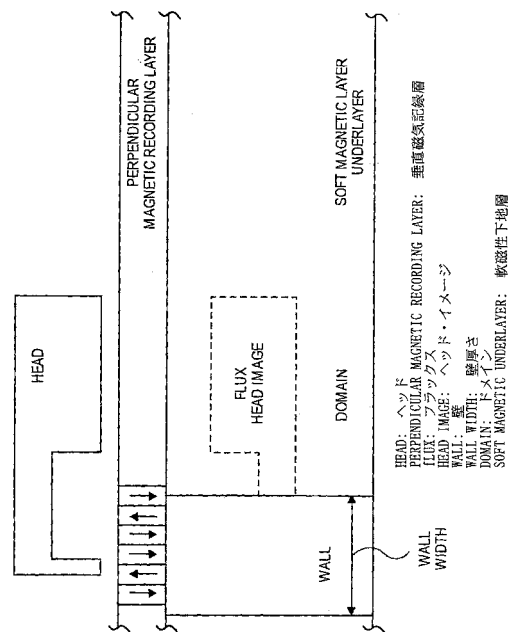 HEAD
PERPENDICULAR
MAGNETIC RECORDING LAYER
FLUX
HEAD IMAGE
SOFT MAGNETIC LAYER
UNDERLAYER
DOMAIN
WALL
WALL
WIDTH
HEAD: ヘッド
PERPENDICULAR MAGNETIC RECORDING LAYER: 垂直磁気記録層
FLUX: フラックス
HEAD IMAGE: ヘッド・イメージ
WALL: 壁
WALL WIDTH: 壁厚さ
DOMAIN: ドメイン
SOFT MAGNETIC UNDERLAYER: 軟磁性下地層